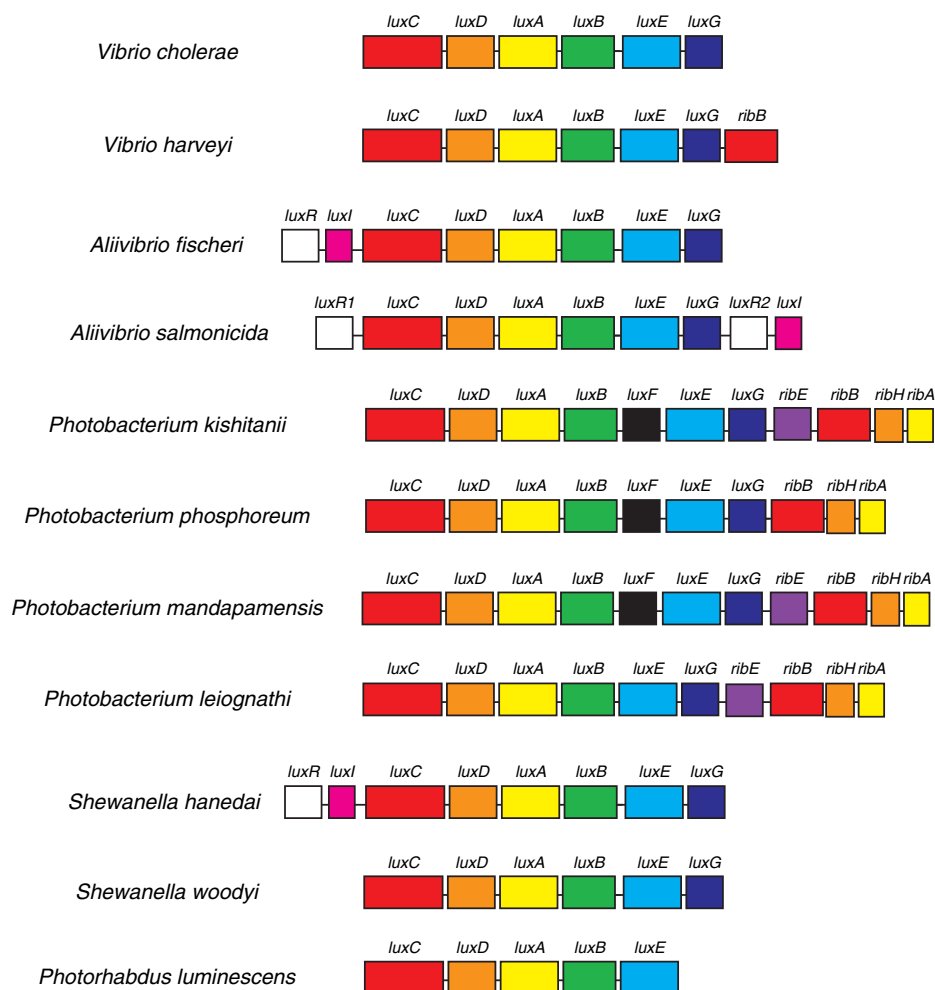 luxC luxD luxA luxB luxE luxG
Vibrio cholerae
luxC luxD luxA luxB luxE luxG ribB
Vibrio harveyi
luxR luxI luxC luxD luxA luxB luxE luxG
Aliivibrio fischeri
luxR1 luxC luxD luxA luxB luxE luxG luxR2 luxI
Aliivibrio salmonicida
luxC luxD luxA luxB luxF luxE luxG ribE ribB ribH ribA
Photobacterium kishitanii
luxC luxD luxA luxB luxF luxE luxG ribB ribH ribA
Photobacterium phosphoreum
luxC luxD luxA luxB luxF luxE luxG ribE ribB ribH ribA
Photobacterium mandapamensis
luxC luxD luxA luxB luxE luxG ribE ribB ribH ribA
Photobacterium leiognathi
luxR luxI luxC luxD luxA luxB luxE luxG
Shewanella hanedai
luxC luxD luxA luxB luxE luxG
Shewanella woodyi
luxC luxD luxA luxB luxE
Photorhabdus luminescens